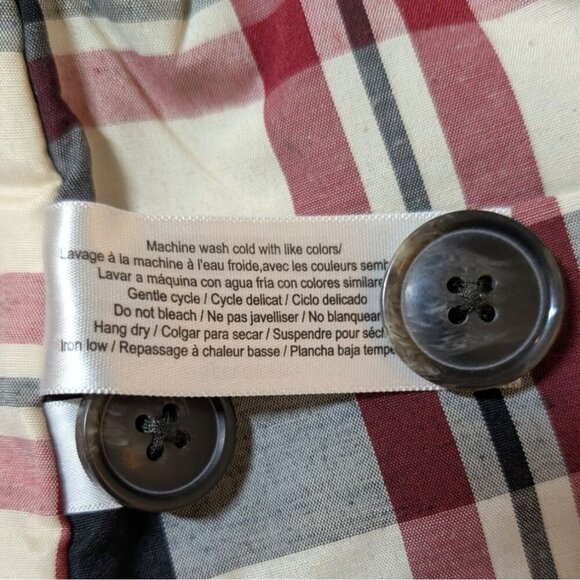 Machine wash cold with like colors/
Lavage à la machine à l'eau froide,avec les couleurs
Lavar a máquina con agua fría con colores similare
Gentle cycle / Cycle delicat / Ciclo delicado
Do not bleach / Ne pas javelliser / No blanquear
Hang dry / Colgar para secar / Suspendre pour
Iron low / Repassage à chaleur basse / Plancha baja